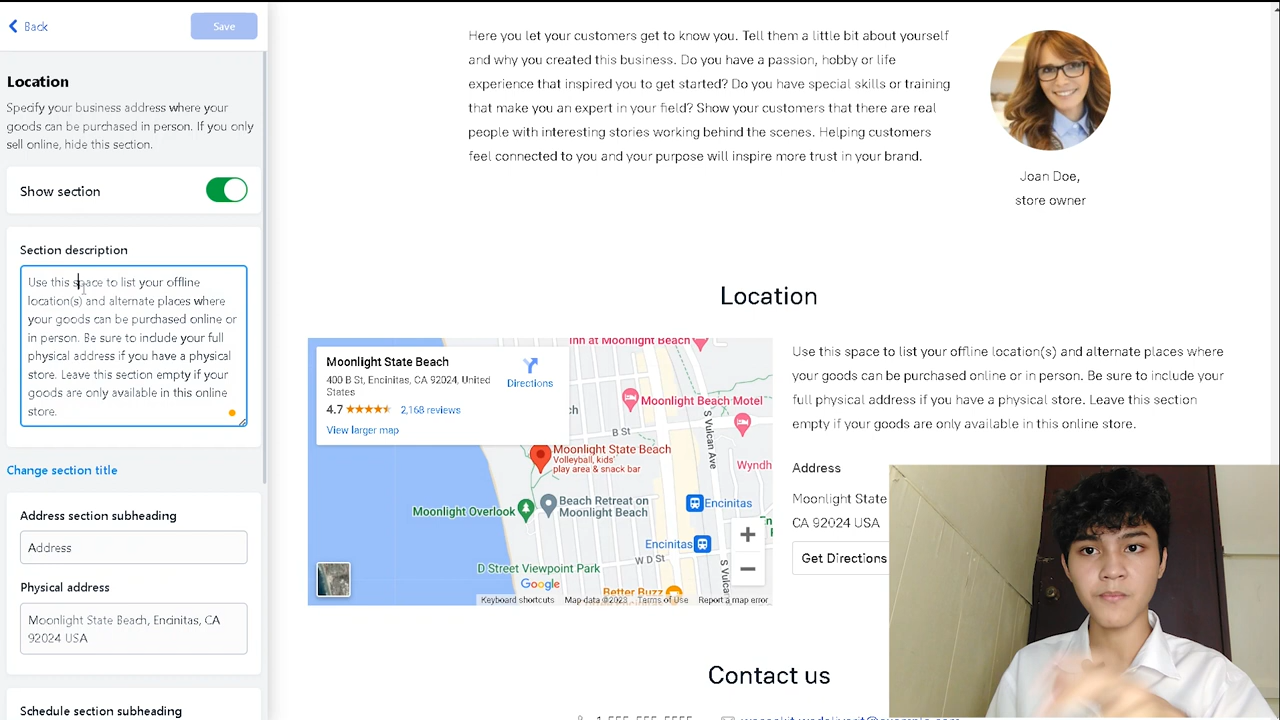 Back
Save
Location
Specify your business address where your
goods can be purchased in person. If you only
sell online, hide this section.
Show section
Section description
Use this space to list your offline
location(s) and alternate places where
your goods can be purchased online or
in person. Be sure to include your full
physical address if you have a physical
store. Leave this section empty if your
goods are only available in this online
store.
Change section title
Address section subheading
Address
Physical address
Moonlight State Beach, Encinitas, CA
92024 USA
Schedule section subheading
Here you let your customers get to know you. Tell them a little bit about yourself
and why you created this business. Do you have a passion, hobby or life
experience that inspired you to get started? Do you have special skills or training
that make you an expert in your field? Show your customers that there are real
people with interesting stories working behind the scenes. Helping customers
feel connected to you and your purpose will inspire more trust in your brand.
Joan Doe,
store owner
Location
Moonlight State Beach
400 B St, Encinitas, CA 92024, United
States
4.7
2,168 reviews
View larger map
Directions
Inn at Moonlight Beach
Moonlight Beach Motel
B St
S Vulcan Ave
Moonlight State Beach
Volleyball, kids'
play area & snack bar
Wyndh
Beach Retreat on
Moonlight Beach
Moonlight Overlook
Encinitas
Encinitas
W D St
S Vulc
D Street Viewpoint Park
Google
Better Buzz
Keyboard shortcuts
Map data ©2023
Terms of Use
Report a map error
Use this space to list your offline location(s) and alternate places where
your goods can be purchased online or in person. Be sure to include your
full physical address if you have a physical store. Leave this section
empty if your goods are only available in this online store.
Address
Moonlight State
CA 92024 USA
Get Directions
Contact us